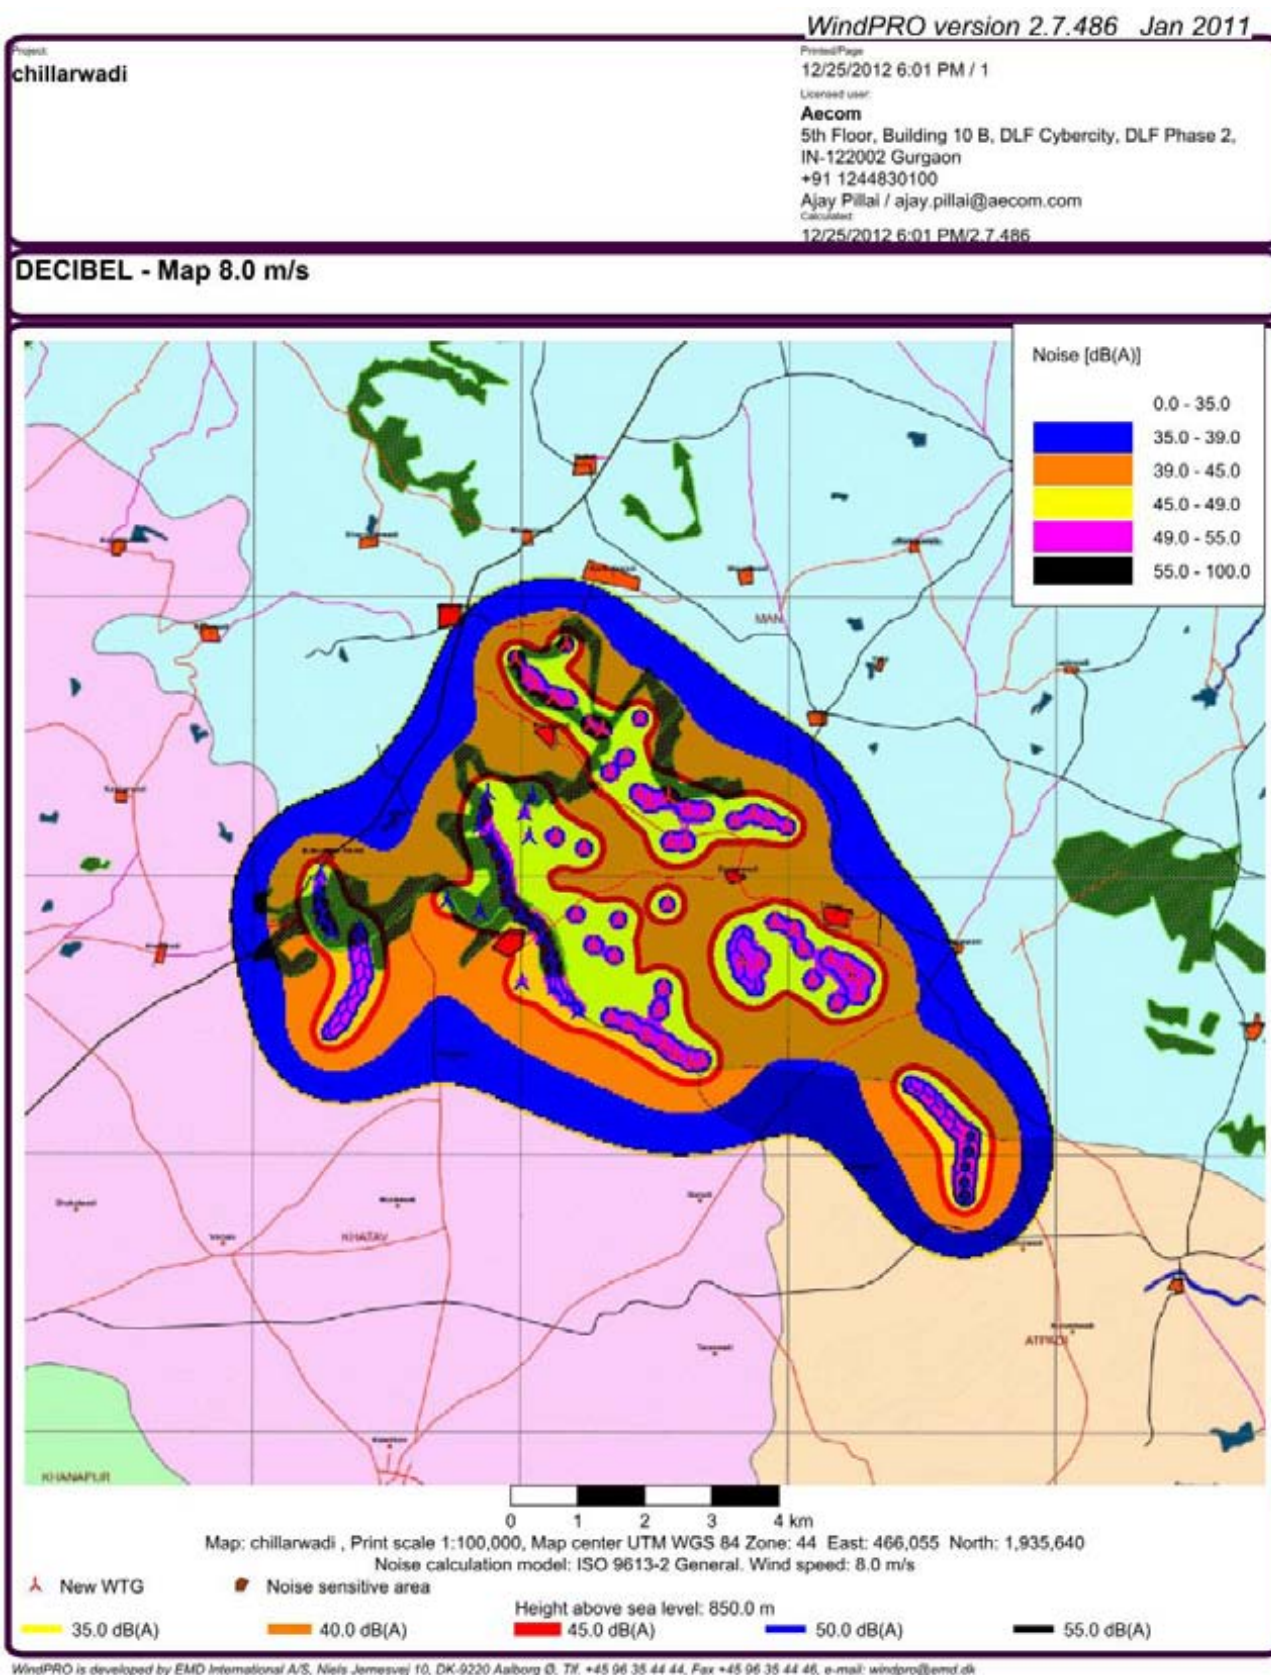 WindPRO version 2.7.486 Jan 2011
Project:
chillarwadi
Printed/Page
12/25/2012 6:01 PM / 1
Licensed user:
Aecom
5th Floor, Building 10 B, DLF Cybercity, DLF Phase 2,
IN-122002 Gurgaon
+91 1244830100
Ajay Pillai / ajay.pillai@aecom.com
Calculated:
12/25/2012 6:01 PM/2.7.486
DECIBEL - Map 8.0 m/s
Noise [dB(A)]
0.0 - 35.0
35.0 - 39.0
39.0 - 45.0
45.0 - 49.0
49.0 - 55.0
55.0 - 100.0
MAN
KHATAV
ATPADI
KHANAPUR
0 1 2 3 4 km
Map: chillarwadi , Print scale 1:100,000, Map center UTM WGS 84 Zone: 44 East: 466,055 North: 1,935,640
Noise calculation model: ISO 9613-2 General. Wind speed: 8.0 m/s
New WTG
Noise sensitive area
Height above sea level: 850.0 m
35.0 dB(A) 40.0 dB(A) 45.0 dB(A) 50.0 dB(A) 55.0 dB(A)
WindPRO is developed by EMD International A/S, Niels Jernesvej 10, DK-9220 Aalborg Ø, Tlf. +45 96 35 44 44, Fax +45 96 35 44 46, e-mail: windpro@emd.dk